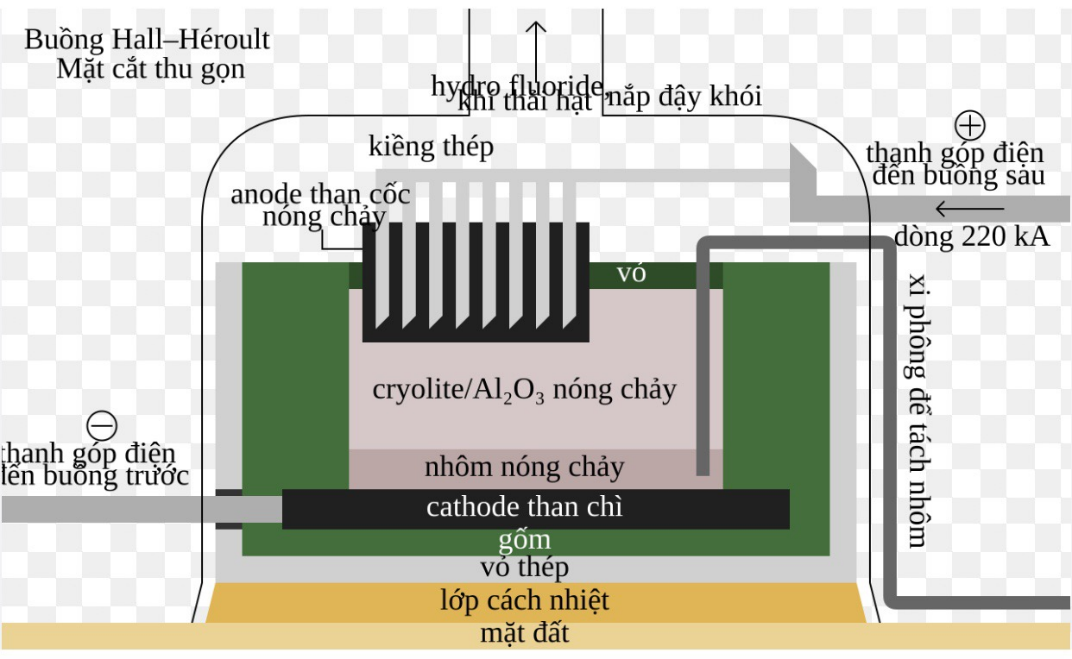 Buồng Hall–Héroult
Mặt cắt thu gọn
hydro fluoride,
khí thải hạt
nắp đậy khói
kiềng thép
thanh góp điện
đến buồng sau
anode than cốc
nóng chảy
dòng 220 kA
vỏ
xi phông để tách nhôm
cryolite/Al₂O₃ nóng chảy
thanh góp điện
đến buồng trước
nhôm nóng chảy
cathode than chì
gốm
vỏ thép
lớp cách nhiệt
mặt đất